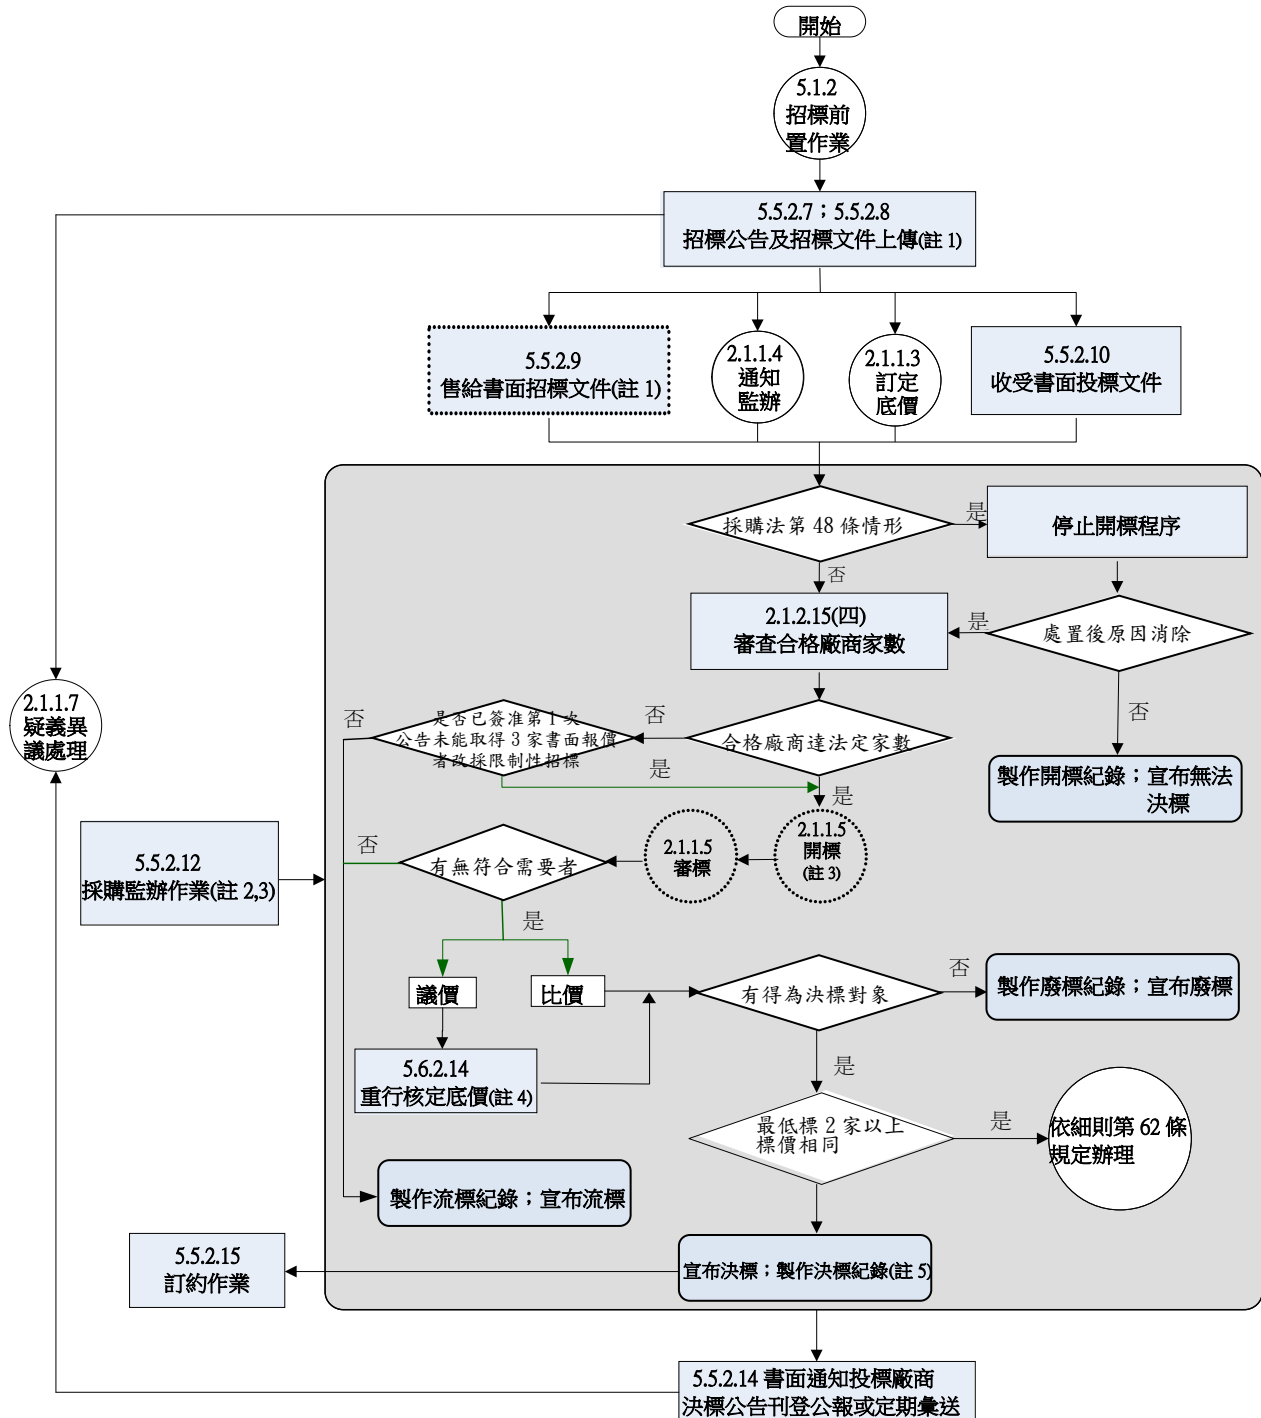 開始
5.1.2
招標前
置作業
5.5.2.7；5.5.2.8
招標公告及招標文件上傳(註 1)
5.5.2.9
售給書面招標文件(註 1)
2.1.1.4
通知
監辦
2.1.1.3
訂定
底價
5.5.2.10
收受書面投標文件
採購法第 48 條情形
是
停止開標程序
否
2.1.2.15(四)
審查合格廠商家數
是
處置後原因消除
2.1.1.7
疑義異
議處理
否
是否已簽准第 1 次
公告未能取得 3 家書面報價
者改採限制性招標
否
合格廠商達法定家數
否
是
是
製作開標紀錄；宣布無法
決標
5.5.2.12
採購監辦作業(註 2,3)
否
有無符合需要者
2.1.1.5
審標
2.1.1.5
開標
(註 3)
是
議價
比價
有得為決標對象
否
製作廢標紀錄；宣布廢標
5.6.2.14
重行核定底價(註 4)
是
最低標 2 家以上
標價相同
是
依細則第 62 條
規定辦理
製作流標紀錄；宣布流標
5.5.2.15
訂約作業
宣布決標；製作決標紀錄(註 5)
5.5.2.14 書面通知投標廠商
決標公告刊登公報或定期彙送